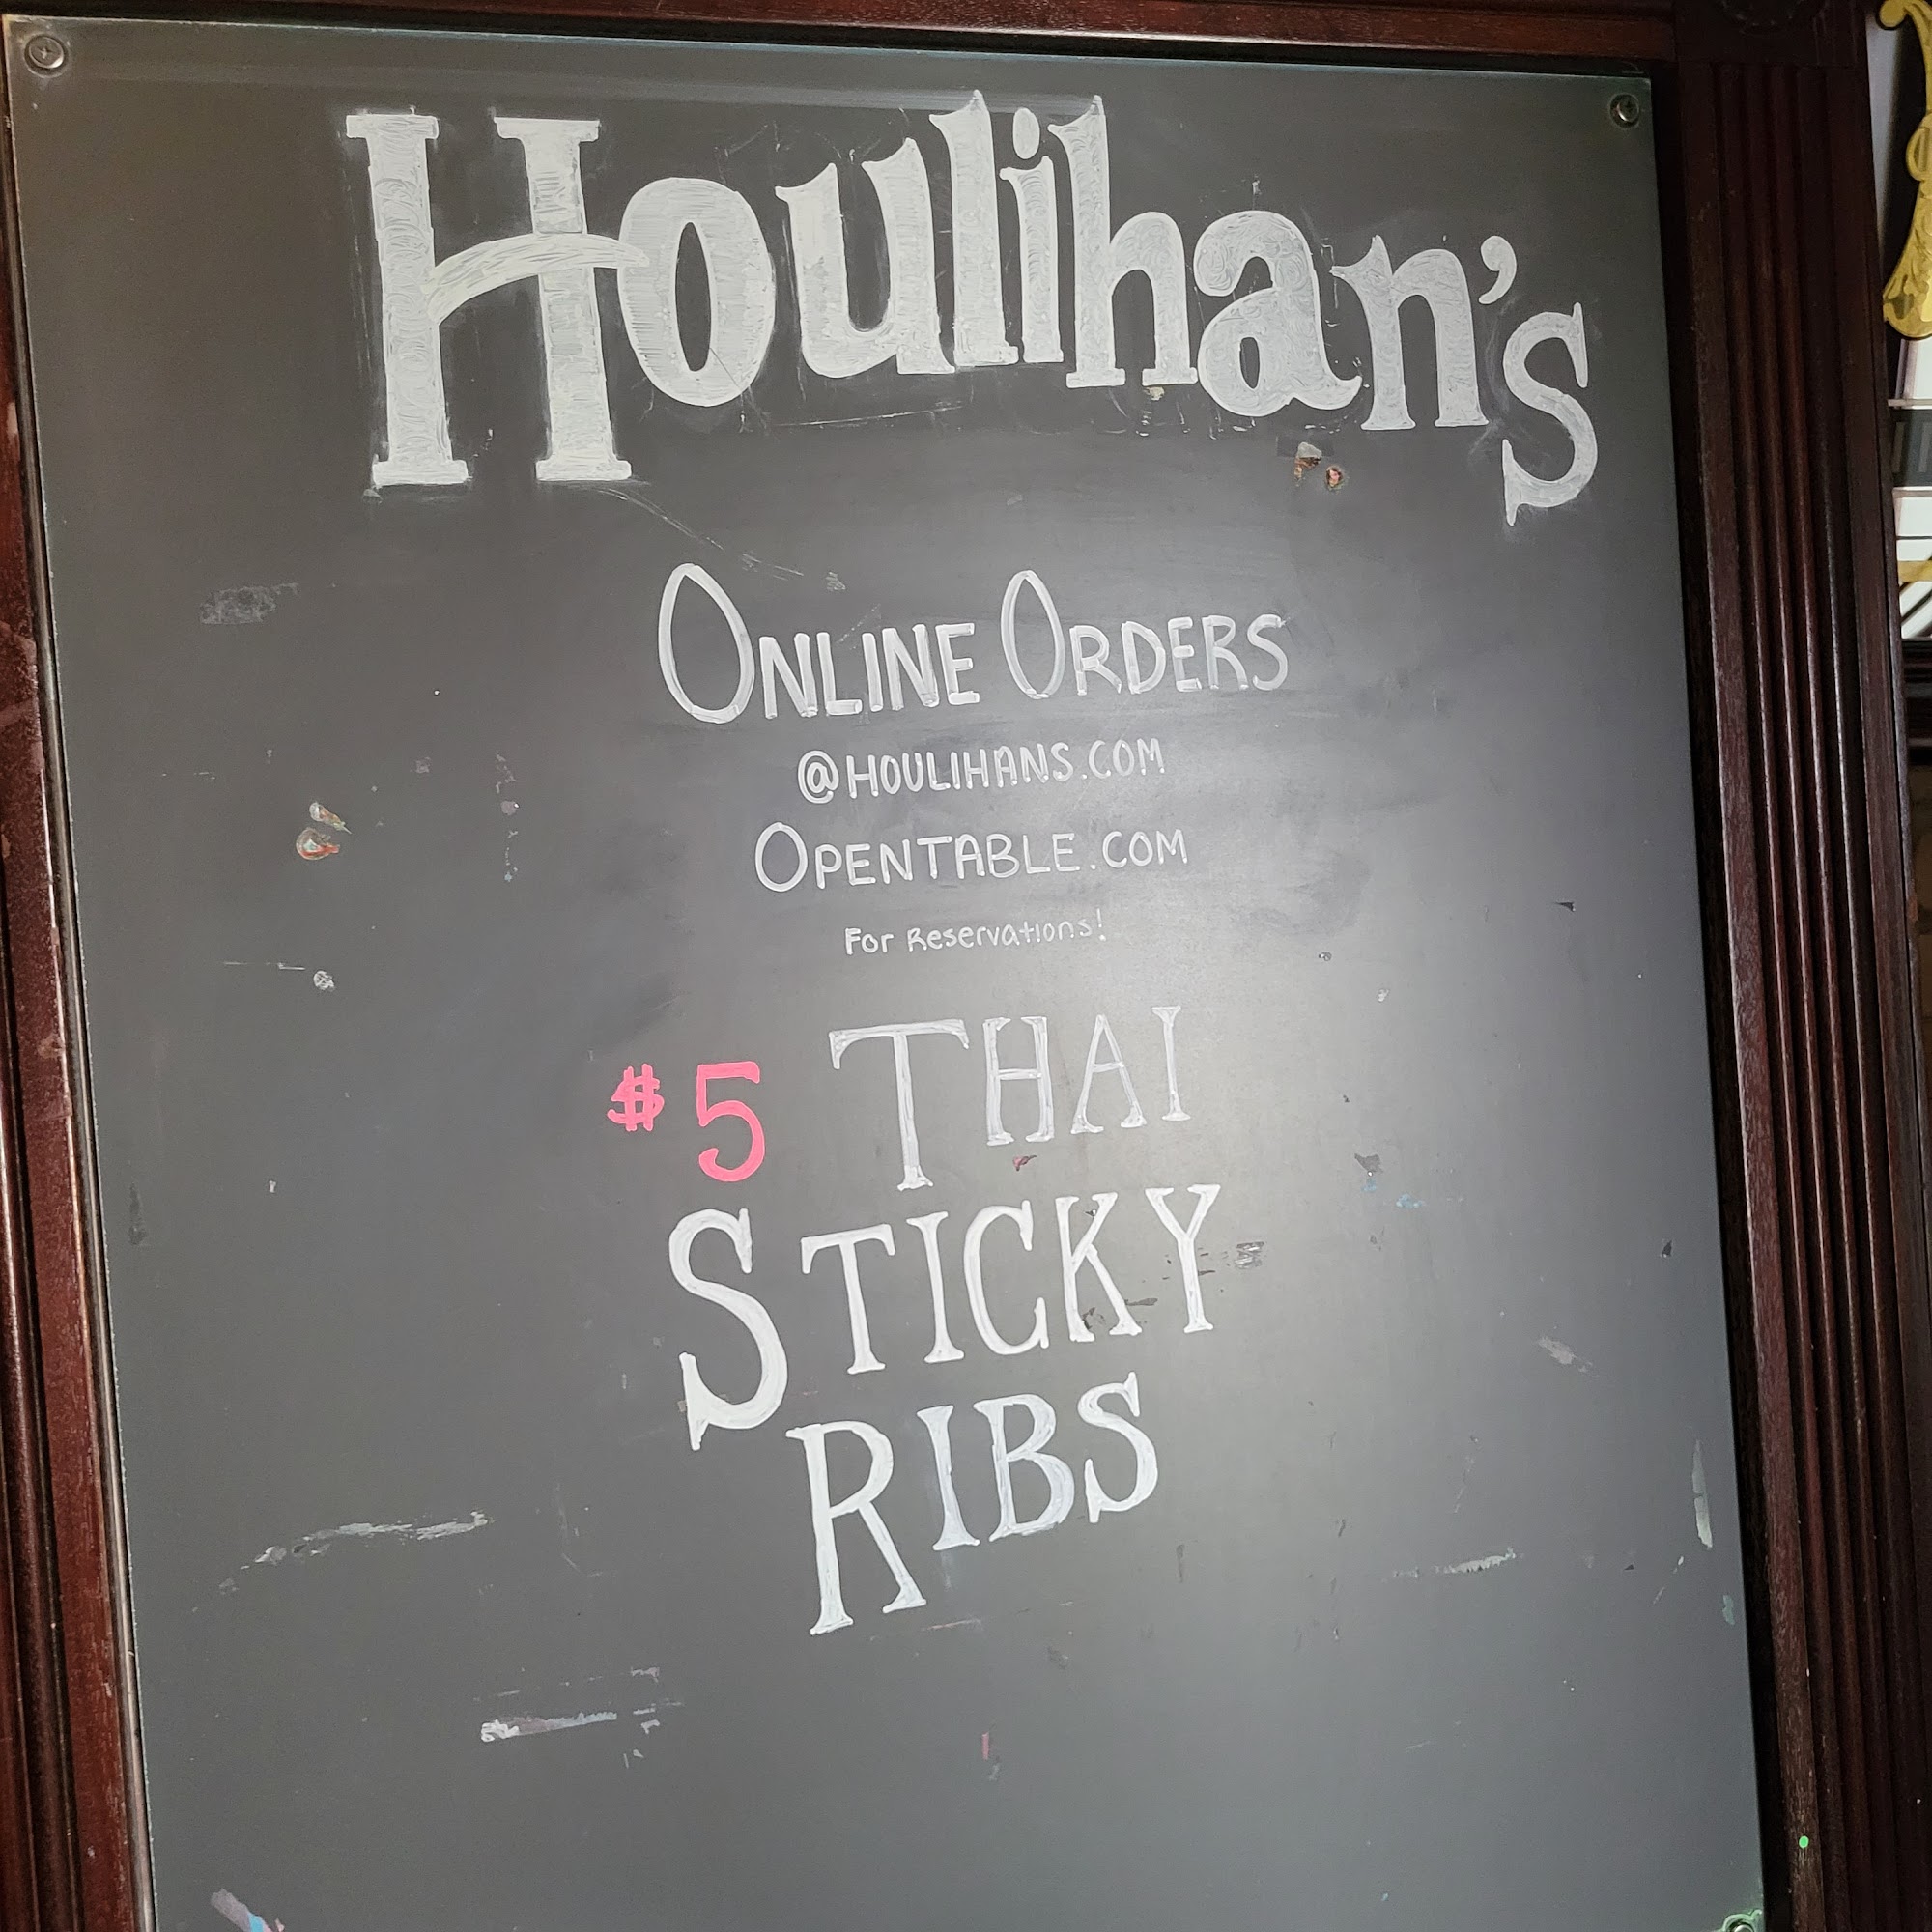 Houlihan's
ONLINE ORDERS
@HOULIHANS.COM
OPENTABLE.COM
For Reservations!
$5 THAI
STICKY
RIBS